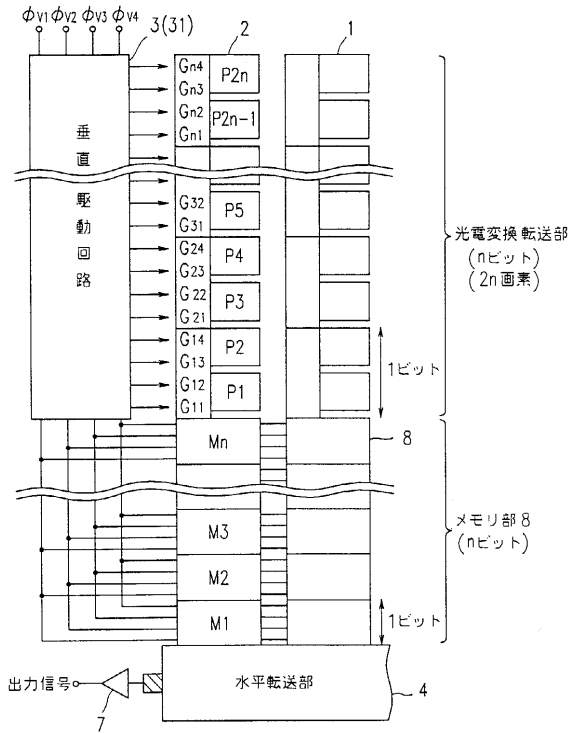 φV1 φV2 φV3 φV4
3(31)
2
1
垂直駆動回路
Gn4
P2n
Gn3
Gn2
P2n-1
Gn1
G32
P5
G31
G24
P4
G23
G22
P3
G21
G14
P2
G13
G12
P1
G11
1ビット
光電変換転送部
(nビット)
(2n画素)
Mn
8
M3
M2
M1
メモリ部8
(nビット)
1ビット
出力信号
7
水平転送部
4